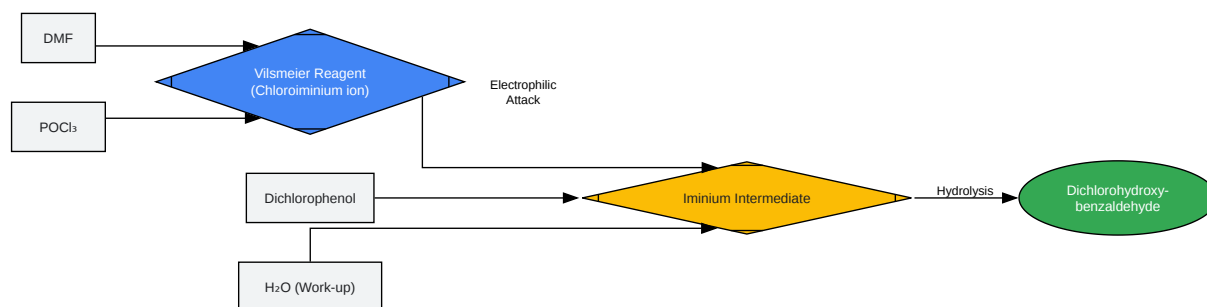 DMF
Vilsmeier Reagent
(Chloroiminium ion)
Electrophilic
Attack
POCl₃
Dichlorophenol
Iminium Intermediate
Hydrolysis
Dichlorohydroxy-
benzaldehyde
H₂O (Work-up)